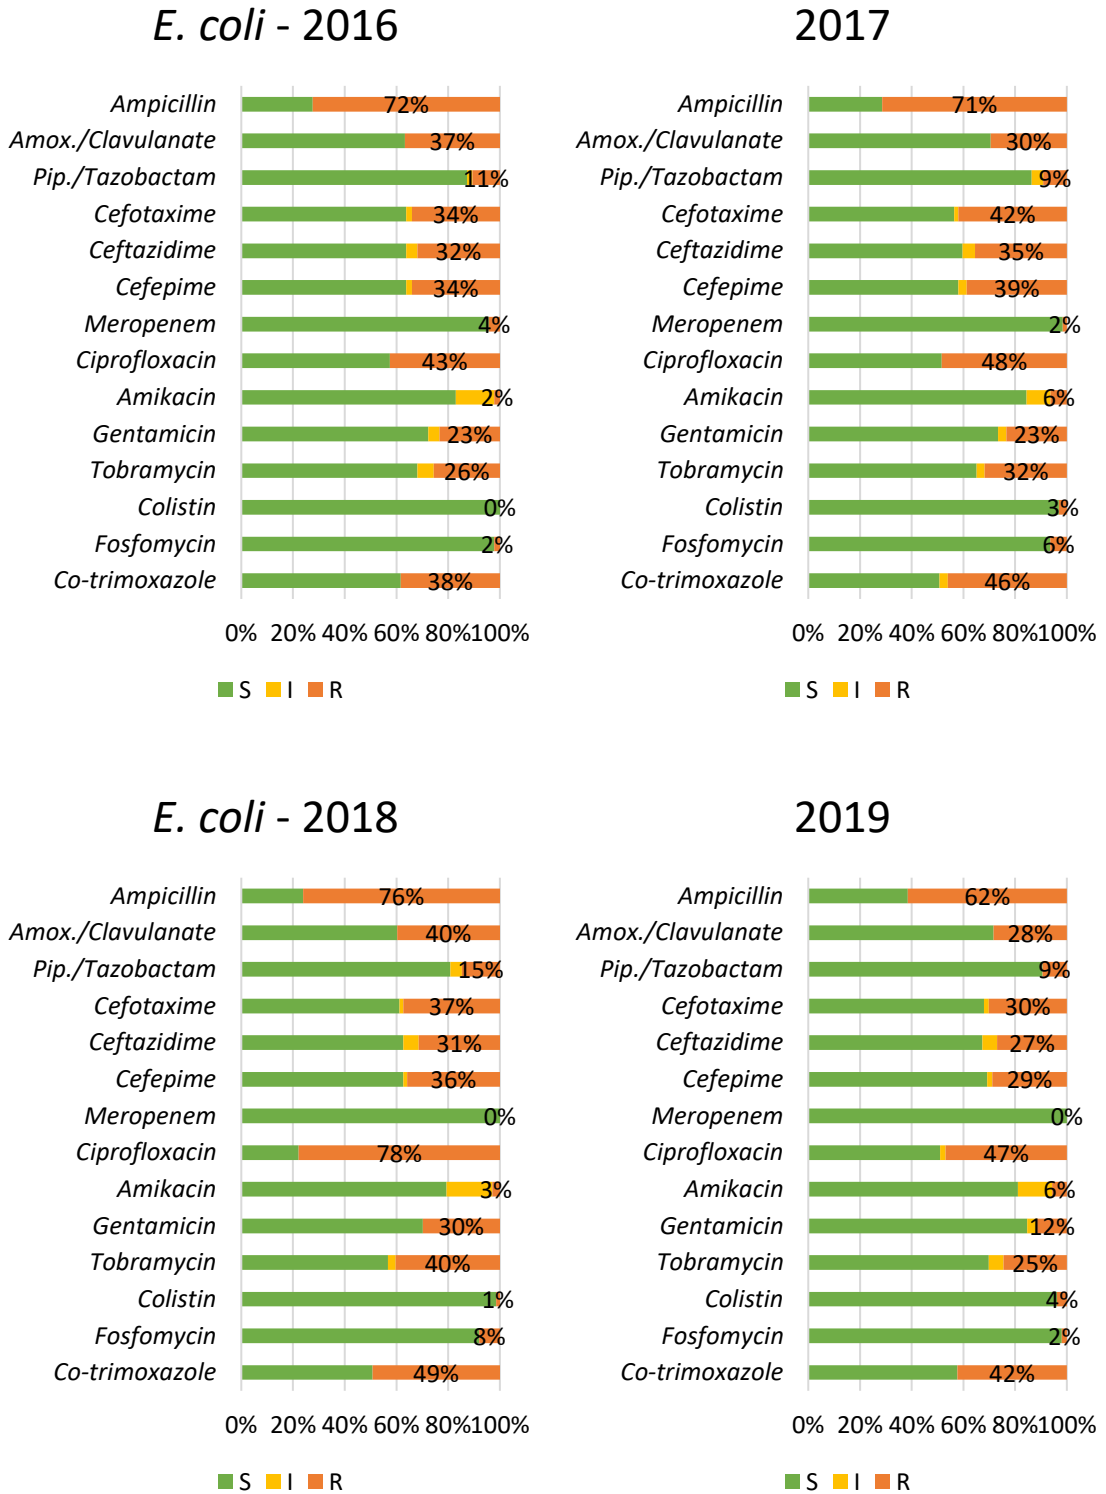 E. coli - 2016
Ampicillin 72%
Amox./Clavulanate 37%
Pip./Tazobactam 11%
Cefotaxime 34%
Ceftazidime 32%
Cefepime 34%
Meropenem 4%
Ciprofloxacin 43%
Amikacin 2%
Gentamicin 23%
Tobramycin 26%
Colistin 0%
Fosfomycin 2%
Co-trimoxazole 38%
0% 20% 40% 60% 80% 100%
S I R
2017
Ampicillin 71%
Amox./Clavulanate 30%
Pip./Tazobactam 9%
Cefotaxime 42%
Ceftazidime 35%
Cefepime 39%
Meropenem 2%
Ciprofloxacin 48%
Amikacin 6%
Gentamicin 23%
Tobramycin 32%
Colistin 3%
Fosfomycin 6%
Co-trimoxazole 46%
0% 20% 40% 60% 80% 100%
S I R
E. coli - 2018
Ampicillin 76%
Amox./Clavulanate 40%
Pip./Tazobactam 15%
Cefotaxime 37%
Ceftazidime 31%
Cefepime 36%
Meropenem 0%
Ciprofloxacin 78%
Amikacin 3%
Gentamicin 30%
Tobramycin 40%
Colistin 1%
Fosfomycin 8%
Co-trimoxazole 49%
0% 20% 40% 60% 80% 100%
S I R
2019
Ampicillin 62%
Amox./Clavulanate 28%
Pip./Tazobactam 9%
Cefotaxime 30%
Ceftazidime 27%
Cefepime 29%
Meropenem 0%
Ciprofloxacin 47%
Amikacin 6%
Gentamicin 12%
Tobramycin 25%
Colistin 4%
Fosfomycin 2%
Co-trimoxazole 42%
0% 20% 40% 60% 80% 100%
S I R